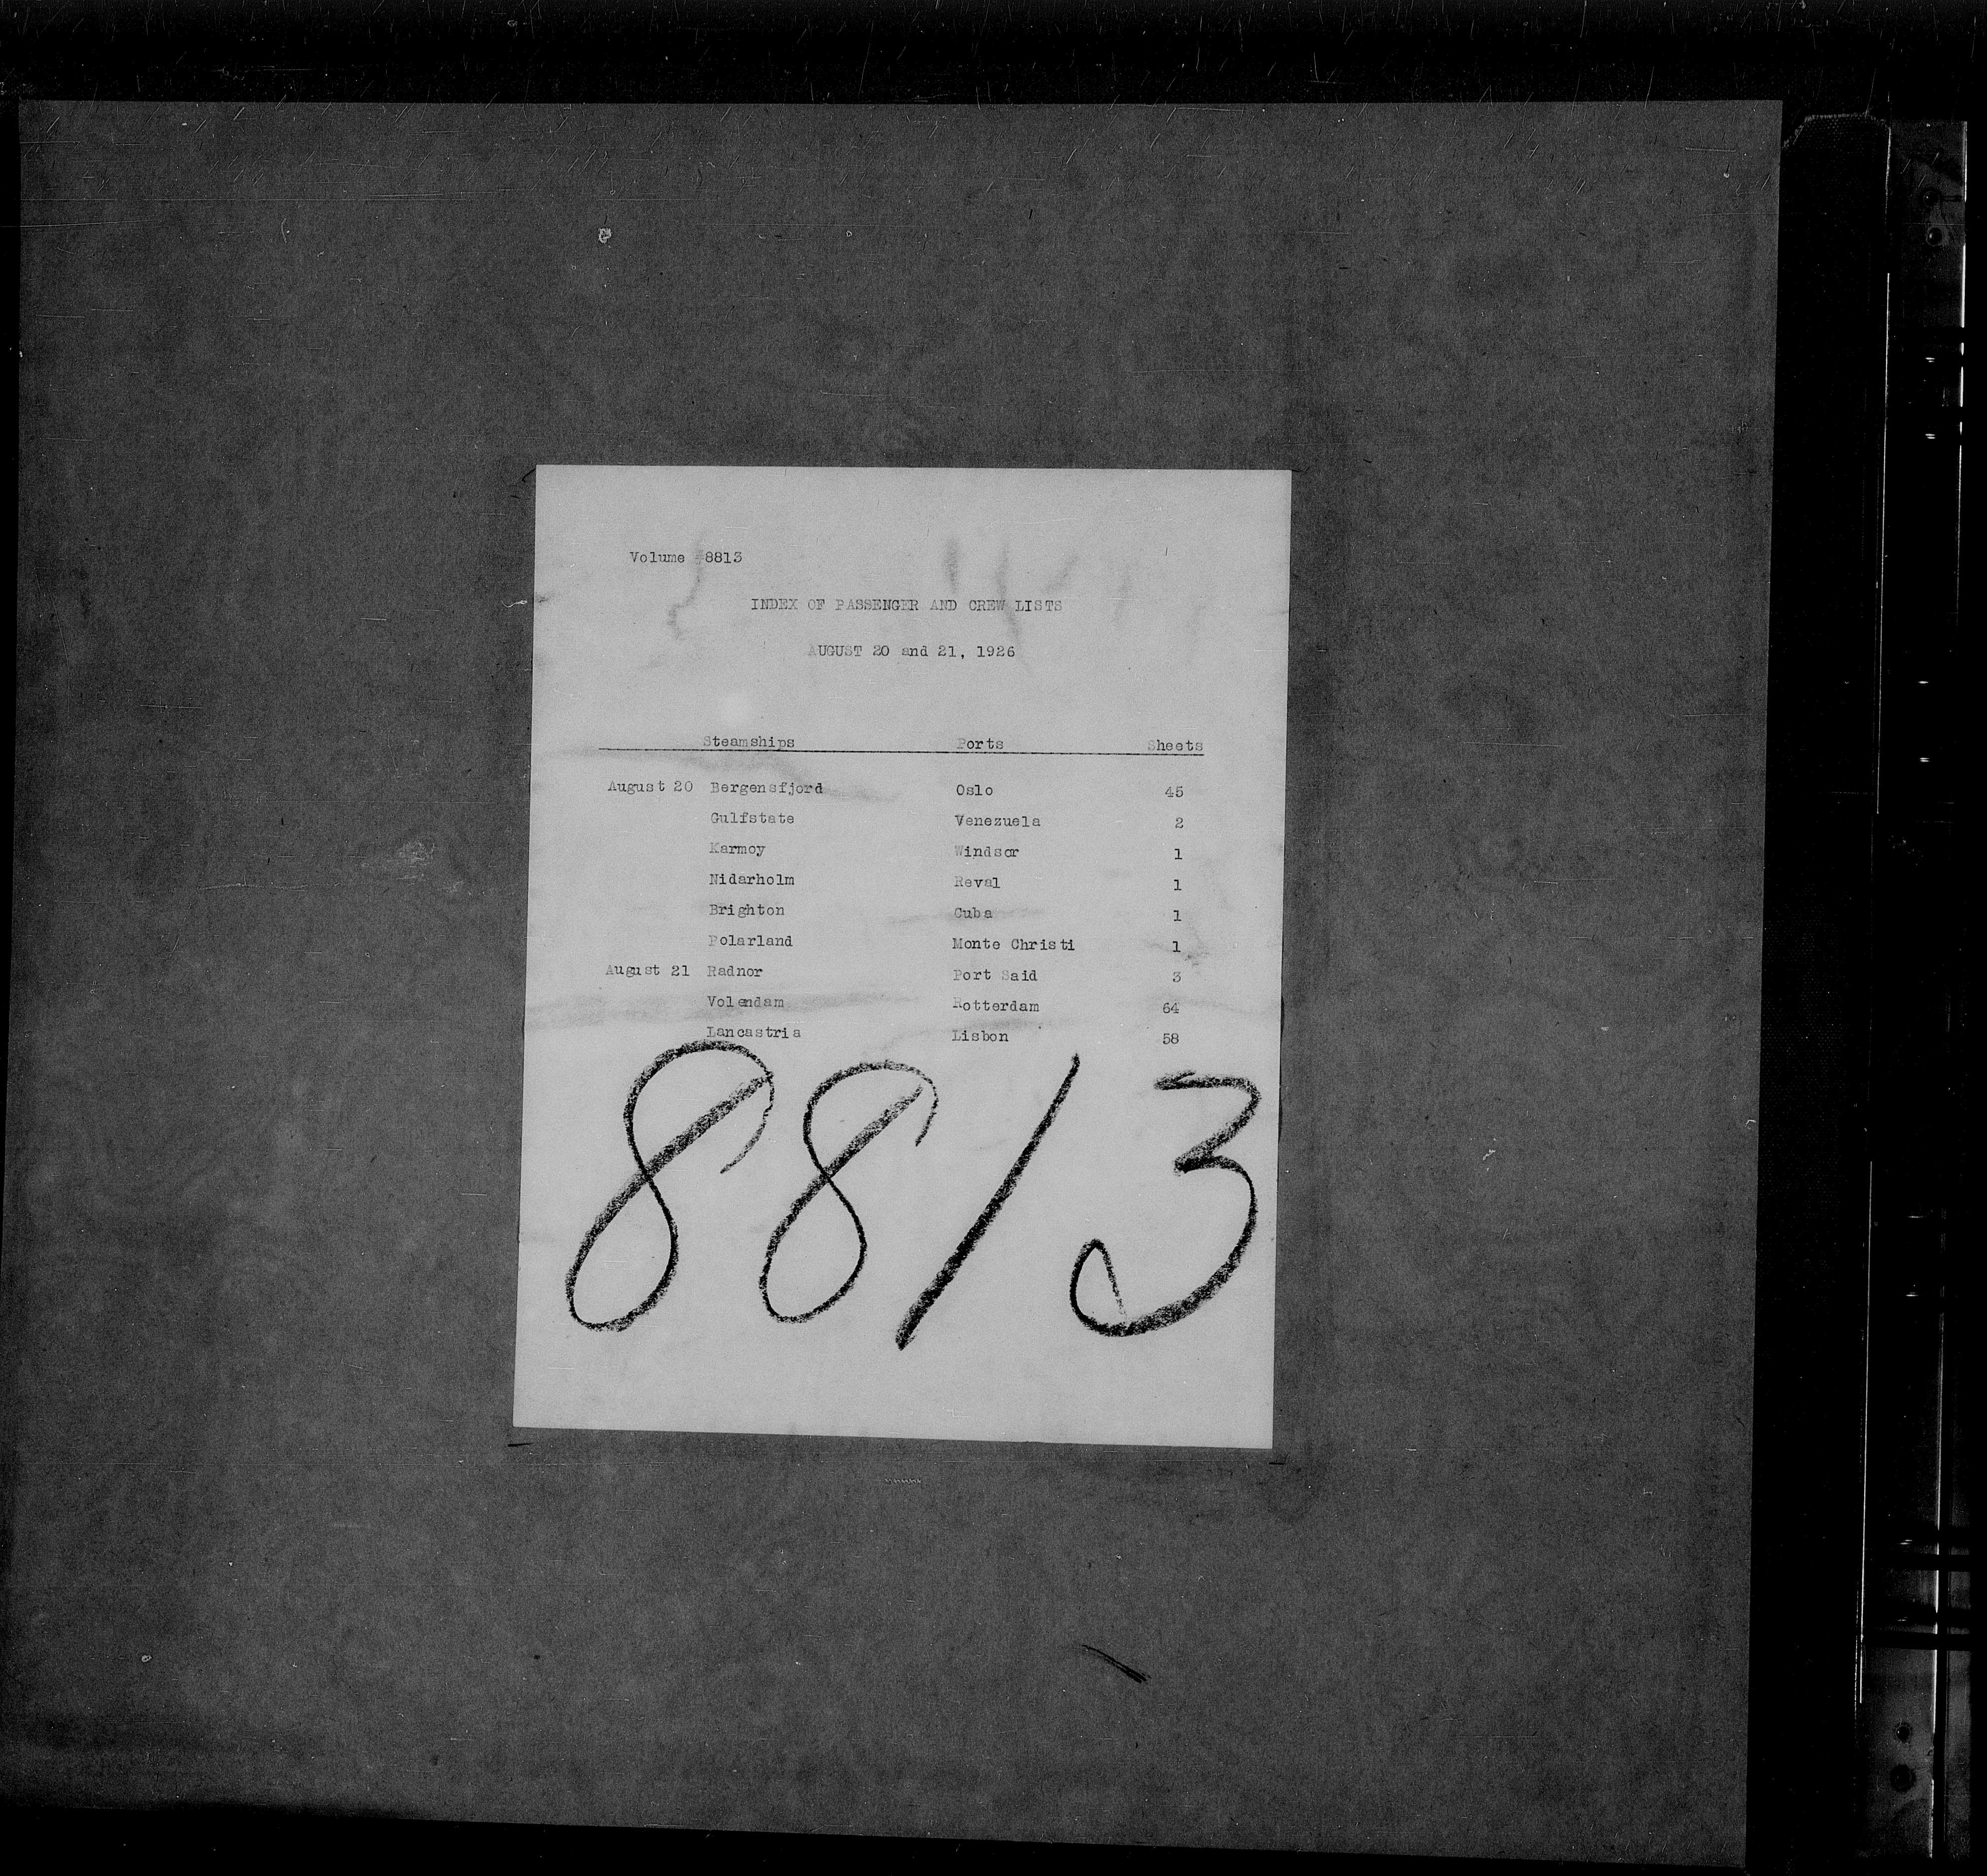 Volume 8813
INDEX OF PASSENGER AND CREW LISTS
AUGUST 20 and 21, 1926
Steamships Ports Sheets
August 20 Bergensfjord Oslo 45
Gulfstate Venezuela 2
Karmoy Windsor 1
Nidarholm Reval 1
Brighton Cuba 1
Polarland Monte Christi 1
August 21 Radnor Port Said 3
Volendam Rotterdam 64
Lancastria Lisbon 58
8813